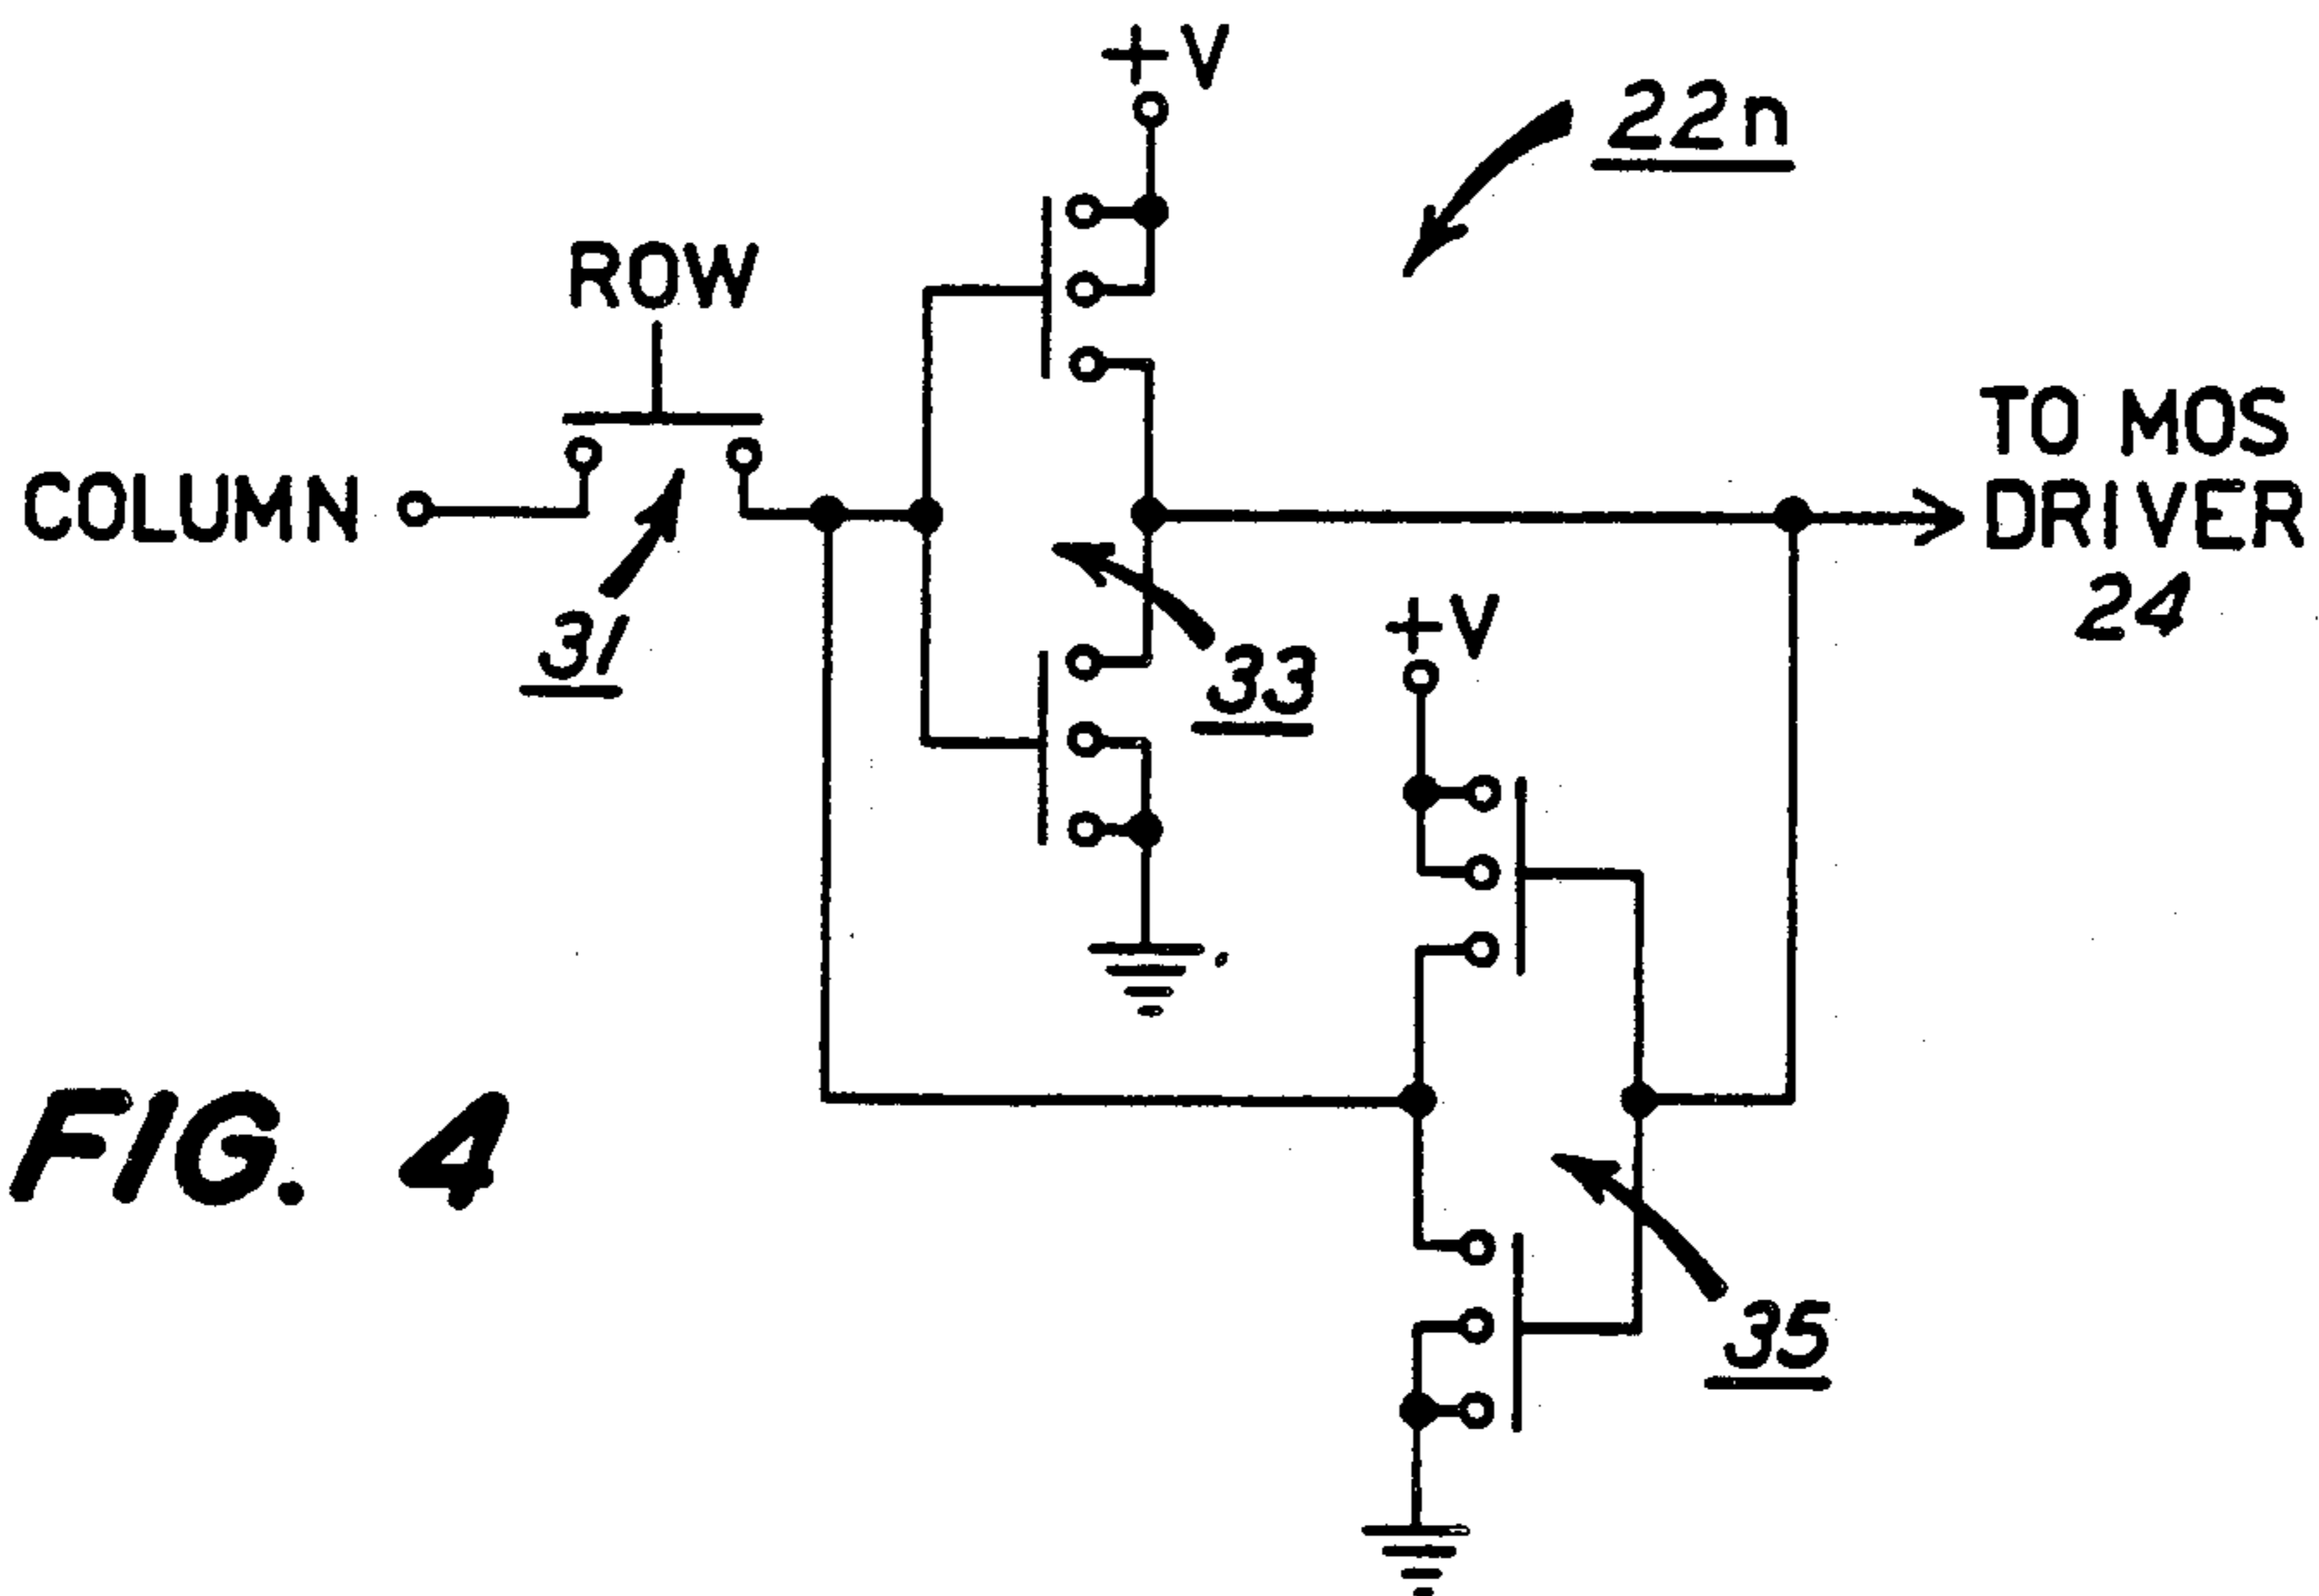 +V
22n
ROW
COLUMN
TO MOS
DRIVER
24
31
33
+V
FIG. 4
35